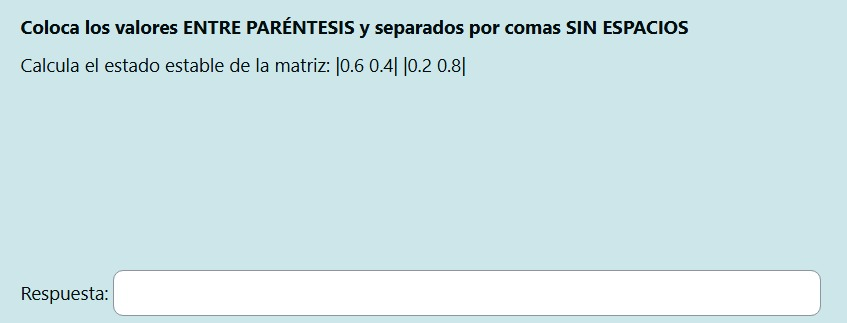 Coloca los valores ENTRE PARÉNTESIS y separados por comas SIN ESPACIOS
Calcula el estado estable de la matriz: |0.6 0.4| |0.2 0.8|
Respuesta: